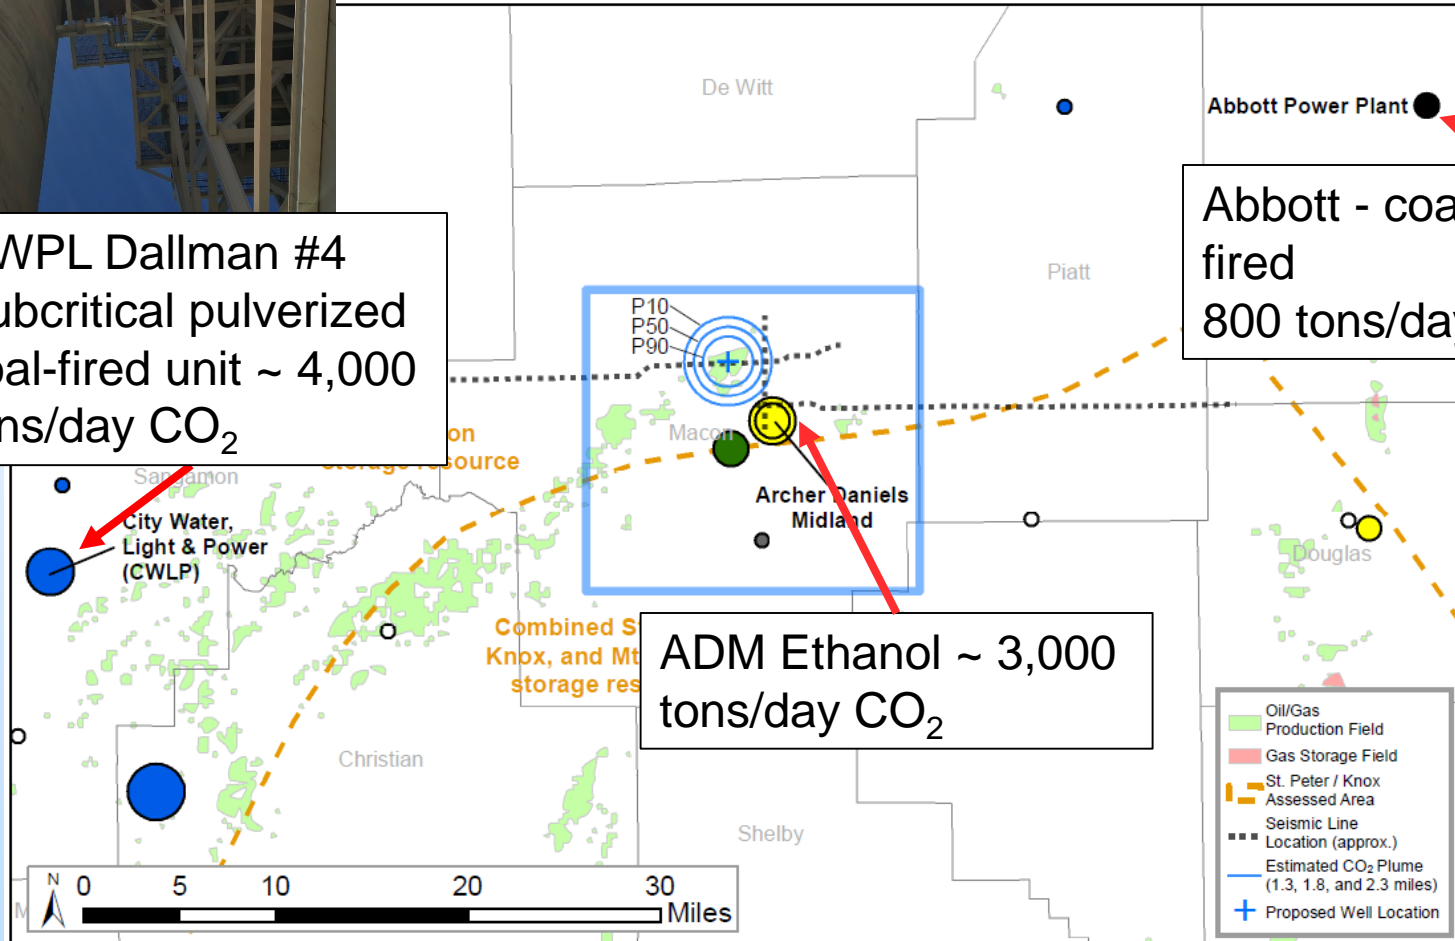 De Witt
Abbott Power Plant
WPL Dallman #4
ubcritical pulverized
al-fired unit ~ 4,000
ns/day CO₂
Abbott - coa
fired
800 tons/day
Piatt
P10
P50
P90
Macon
on
storage resource
Sangamon
City Water,
Light & Power
(CWLP)
Archer Daniels
Midland
Douglas
Combined S
Knox, and Mt
storage res
ADM Ethanol ~ 3,000
tons/day CO₂
Christian
Shelby
Oil/Gas
Production Field
Gas Storage Field
St. Peter / Knox
Assessed Area
Seismic Line
Location (approx.)
Estimated CO₂ Plume
(1.3, 1.8, and 2.3 miles)
Proposed Well Location
N
0 5 10 20 30
Miles
M